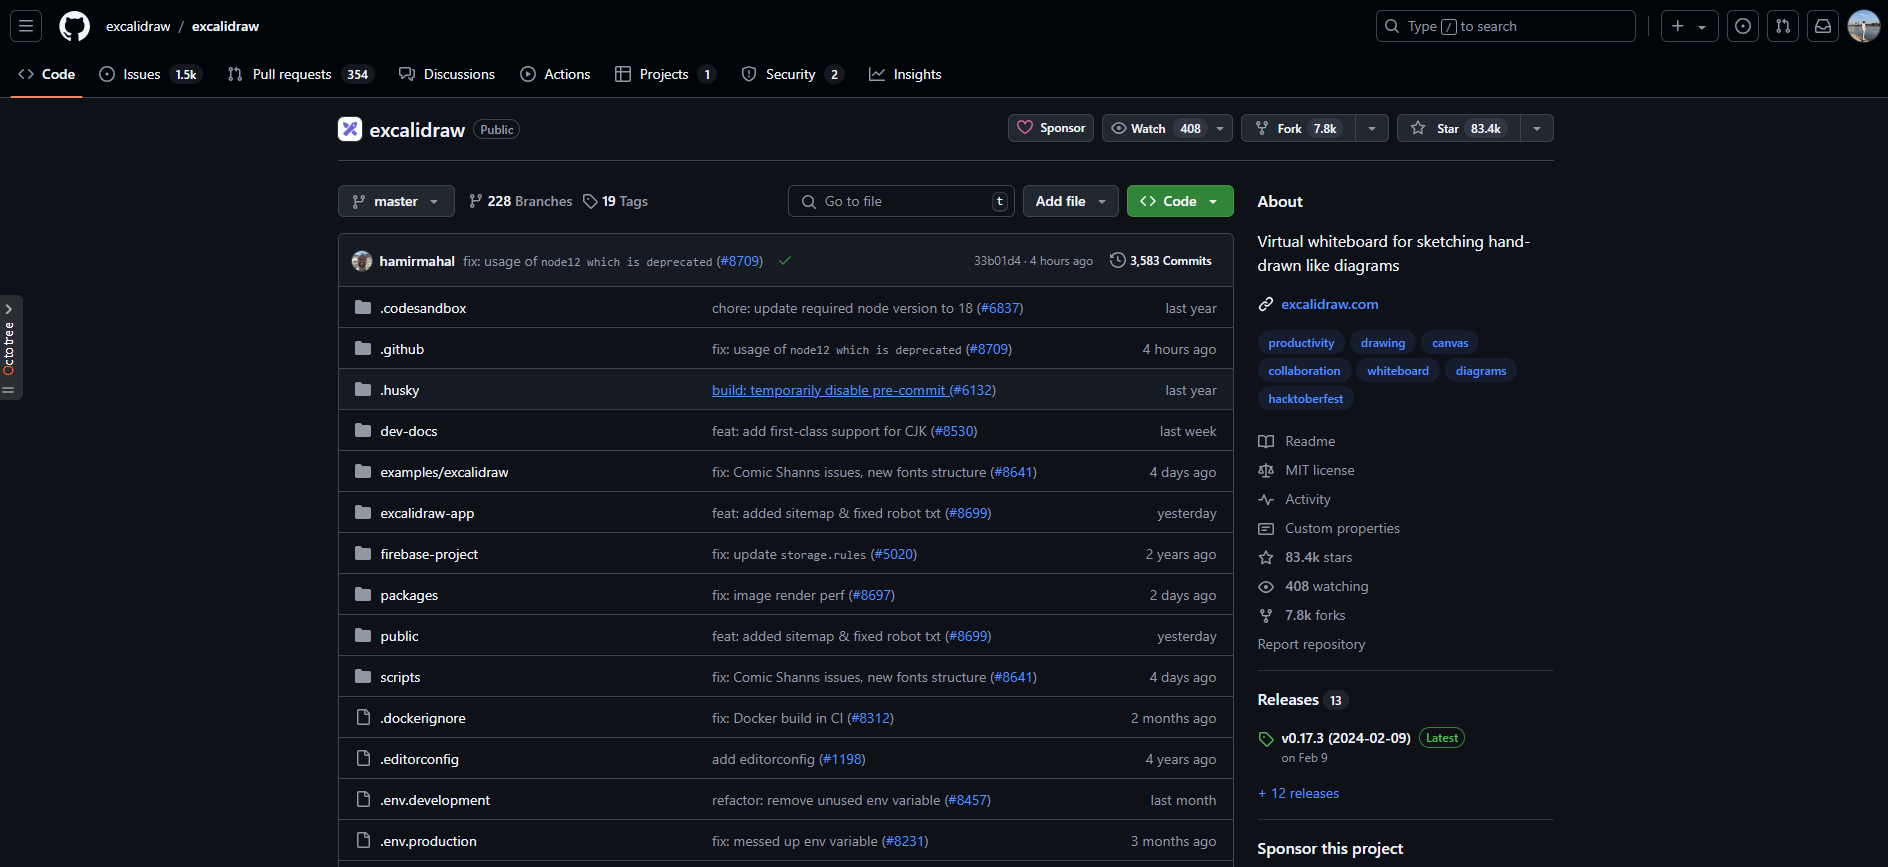 excalidraw / excalidraw
Type / to search
Code Issues 1.5k Pull requests 354 Discussions Actions Projects 1 Security 2 Insights
excalidraw Public
Sponsor Watch 408 Fork 7.8k Star 83.4k
master 228 Branches 19 Tags Go to file t Add file Code
hamirmahal fix: usage of node12 which is deprecated (#8709) 33b01d4 · 4 hours ago 3,583 Commits
.codesandbox chore: update required node version to 18 (#6837) last year
.github fix: usage of node12 which is deprecated (#8709) 4 hours ago
.husky build: temporarily disable pre-commit (#6132) last year
dev-docs feat: add first-class support for CJK (#8530) last week
examples/excalidraw fix: Comic Shanns issues, new fonts structure (#8641) 4 days ago
excalidraw-app feat: added sitemap & fixed robot txt (#8699) yesterday
firebase-project fix: update storage.rules (#5020) 2 years ago
packages fix: image render perf (#8697) 2 days ago
public feat: added sitemap & fixed robot txt (#8699) yesterday
scripts fix: Comic Shanns issues, new fonts structure (#8641) 4 days ago
.dockerignore fix: Docker build in CI (#8312) 2 months ago
.editorconfig add editorconfig (#1198) 4 years ago
.env.development refactor: remove unused env variable (#8457) last month
.env.production fix: messed up env variable (#8231) 3 months ago
About
Virtual whiteboard for sketching hand-
drawn like diagrams
excalidraw.com
productivity drawing canvas
collaboration whiteboard diagrams
hacktoberfest
Readme
MIT license
Activity
Custom properties
83.4k stars
408 watching
7.8k forks
Report repository
Releases 13
v0.17.3 (2024-02-09) Latest
on Feb 9
+ 12 releases
Sponsor this project
Octotree